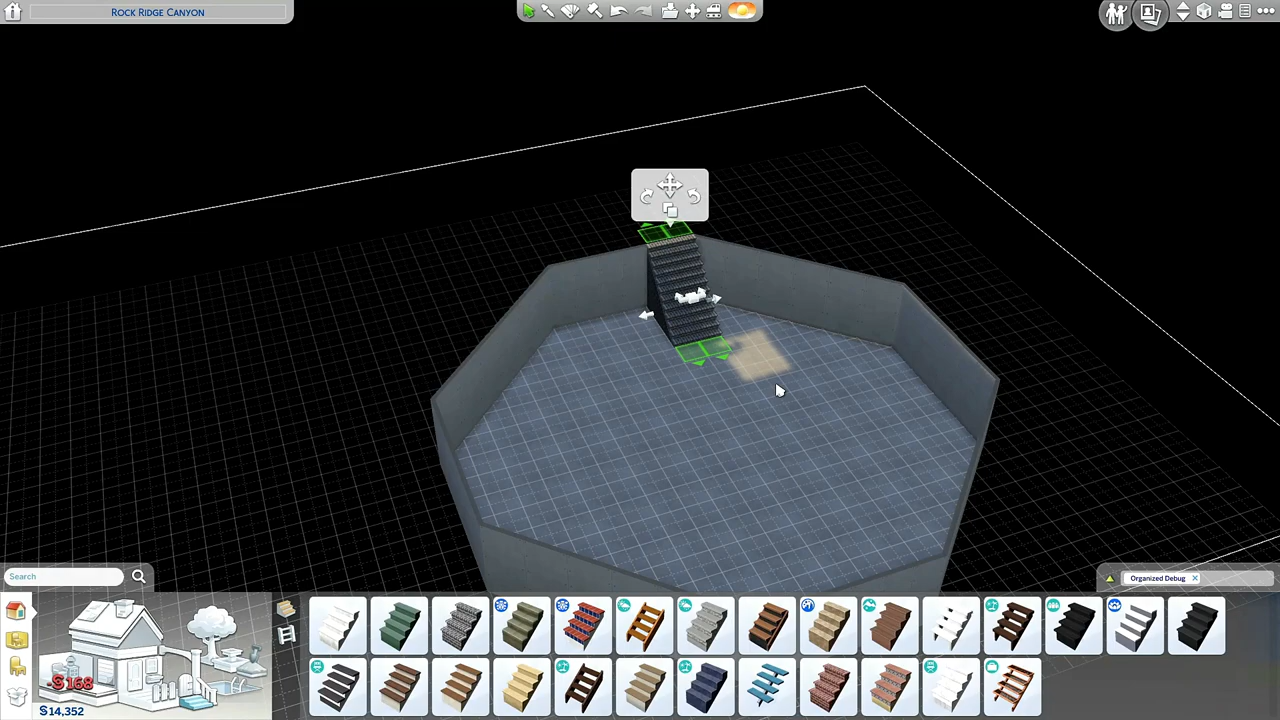 ROCK RIDGE CANYON
Search
Organized Debug
-$168
$14,352